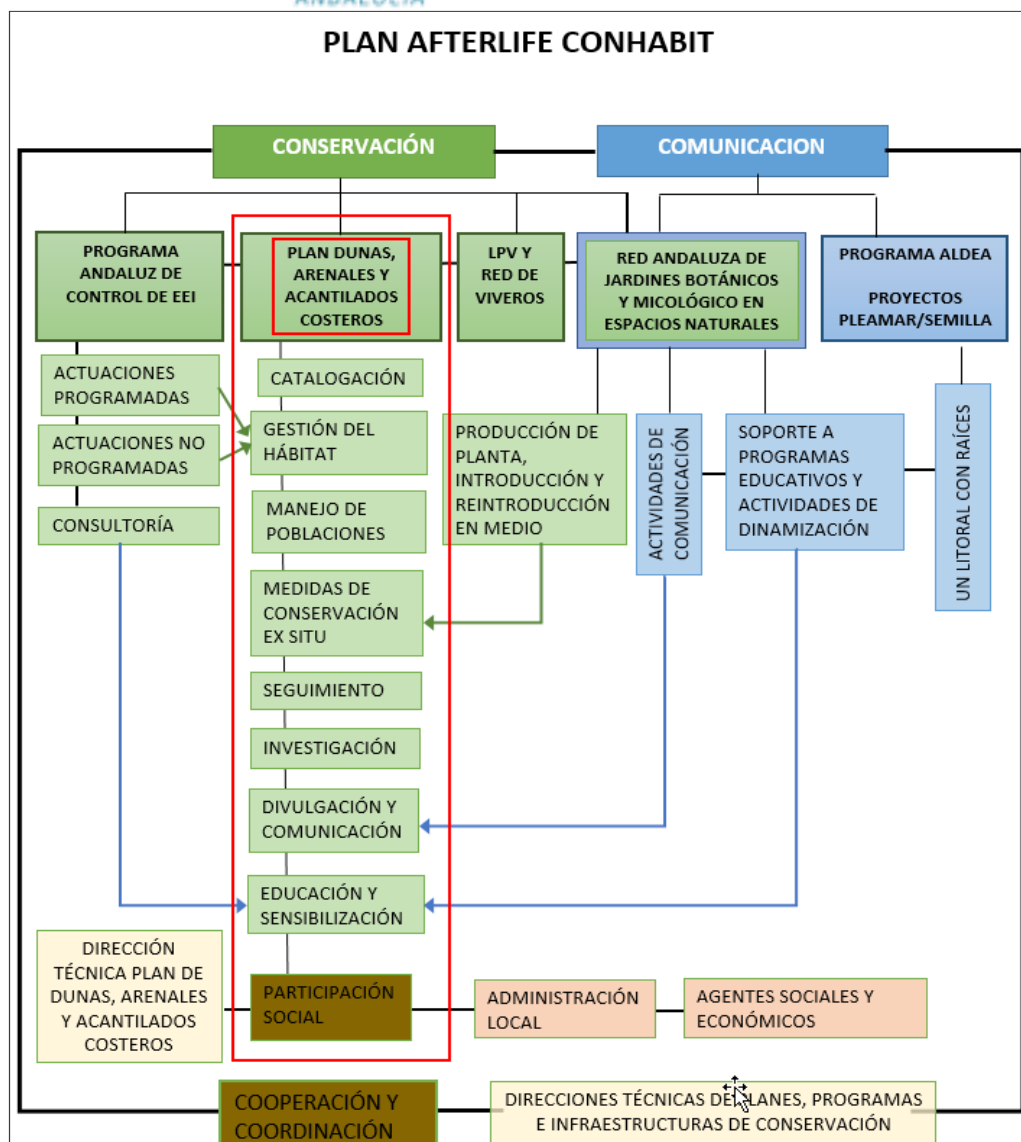 ANDALUCÍA
PLAN AFTERLIFE CONHABIT
CONSERVACIÓN
COMUNICACION
PROGRAMA
ANDALUZ DE
CONTROL DE EEI
PLAN DUNAS,
ARENALES Y
ACANTILADOS
COSTEROS
LPV Y
RED DE
VIVEROS
RED ANDALUZA DE
JARDINES BOTÁNICOS
Y MICOLÓGICO EN
ESPACIOS NATURALES
PROGRAMA ALDEA
PROYECTOS
PLEAMAR/SEMILLA
ACTUACIONES
PROGRAMADAS
ACTUACIONES NO
PROGRAMADAS
CONSULTORÍA
CATALOGACIÓN
GESTIÓN DEL
HÁBITAT
MANEJO DE
POBLACIONES
MEDIDAS DE
CONSERVACIÓN
EX SITU
SEGUIMIENTO
INVESTIGACIÓN
DIVULGACIÓN Y
COMUNICACIÓN
EDUCACIÓN Y
SENSIBILIZACIÓN
PRODUCCIÓN DE
PLANTA,
INTRODUCCIÓN Y
REINTRODUCCIÓN
EN MEDIO
ACTIVIDADES DE
COMUNICACIÓN
SOPORTE A
PROGRAMAS
EDUCATIVOS Y
ACTIVIDADES DE
DINAMIZACIÓN
UN LITORAL CON RAÍCES
DIRECCIÓN
TÉCNICA PLAN DE
DUNAS, ARENALES
Y ACANTILADOS
COSTEROS
PARTICIPACIÓN
SOCIAL
ADMINISTRACIÓN
LOCAL
AGENTES SOCIALES Y
ECONÓMICOS
COOPERACIÓN Y
COORDINACIÓN
DIRECCIONES TÉCNICAS DE PLANES, PROGRAMAS
E INFRAESTRUCTURAS DE CONSERVACIÓN